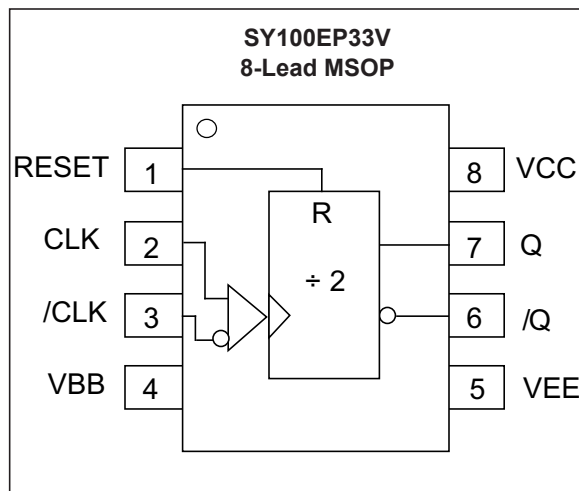 SY100EP33V
8-Lead MSOP
RESET 1 8 VCC
R
CLK 2 7 Q
÷ 2
/CLK 3 6 /Q
VBB 4 5 VEE